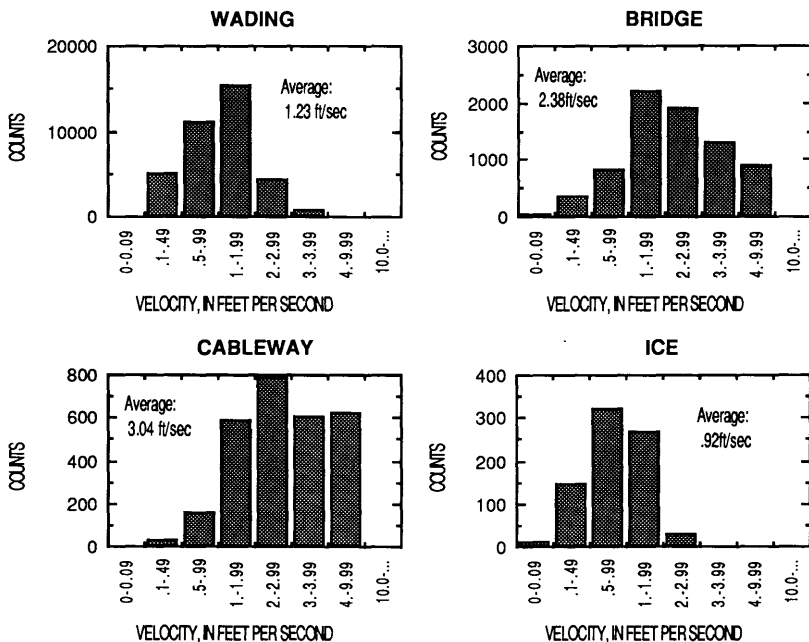 WADING
20000
10000
0
COUNTS
Average:
1.23 ft/sec
0-0.09
.1-.49
.5-.99
1.-1.99
2.-2.99
3.-3.99
4.-9.99
10.0-...
VELOCITY, IN FEET PER SECOND
BRIDGE
3000
2000
1000
0
COUNTS
Average:
2.38ft/sec
0-0.09
.1-.49
.5-.99
1.-1.99
2.-2.99
3.-3.99
4.-9.99
10.0-...
VELOCITY, IN FEET PER SECOND
CABLEWAY
800
600
400
200
0
COUNTS
Average:
3.04 ft/sec
0-0.09
.1-.49
.5-.99
1.-1.99
2.-2.99
3.-3.99
4.-9.99
10.0-...
VELOCITY, IN FEET PER SECOND
ICE
400
300
200
100
0
COUNTS
Average:
.92ft/sec
0-0.09
.1-.49
.5-.99
1.-1.99
2.-2.99
3.-3.99
4.-9.99
10.0-...
VELOCITY, IN FEET PER SECOND